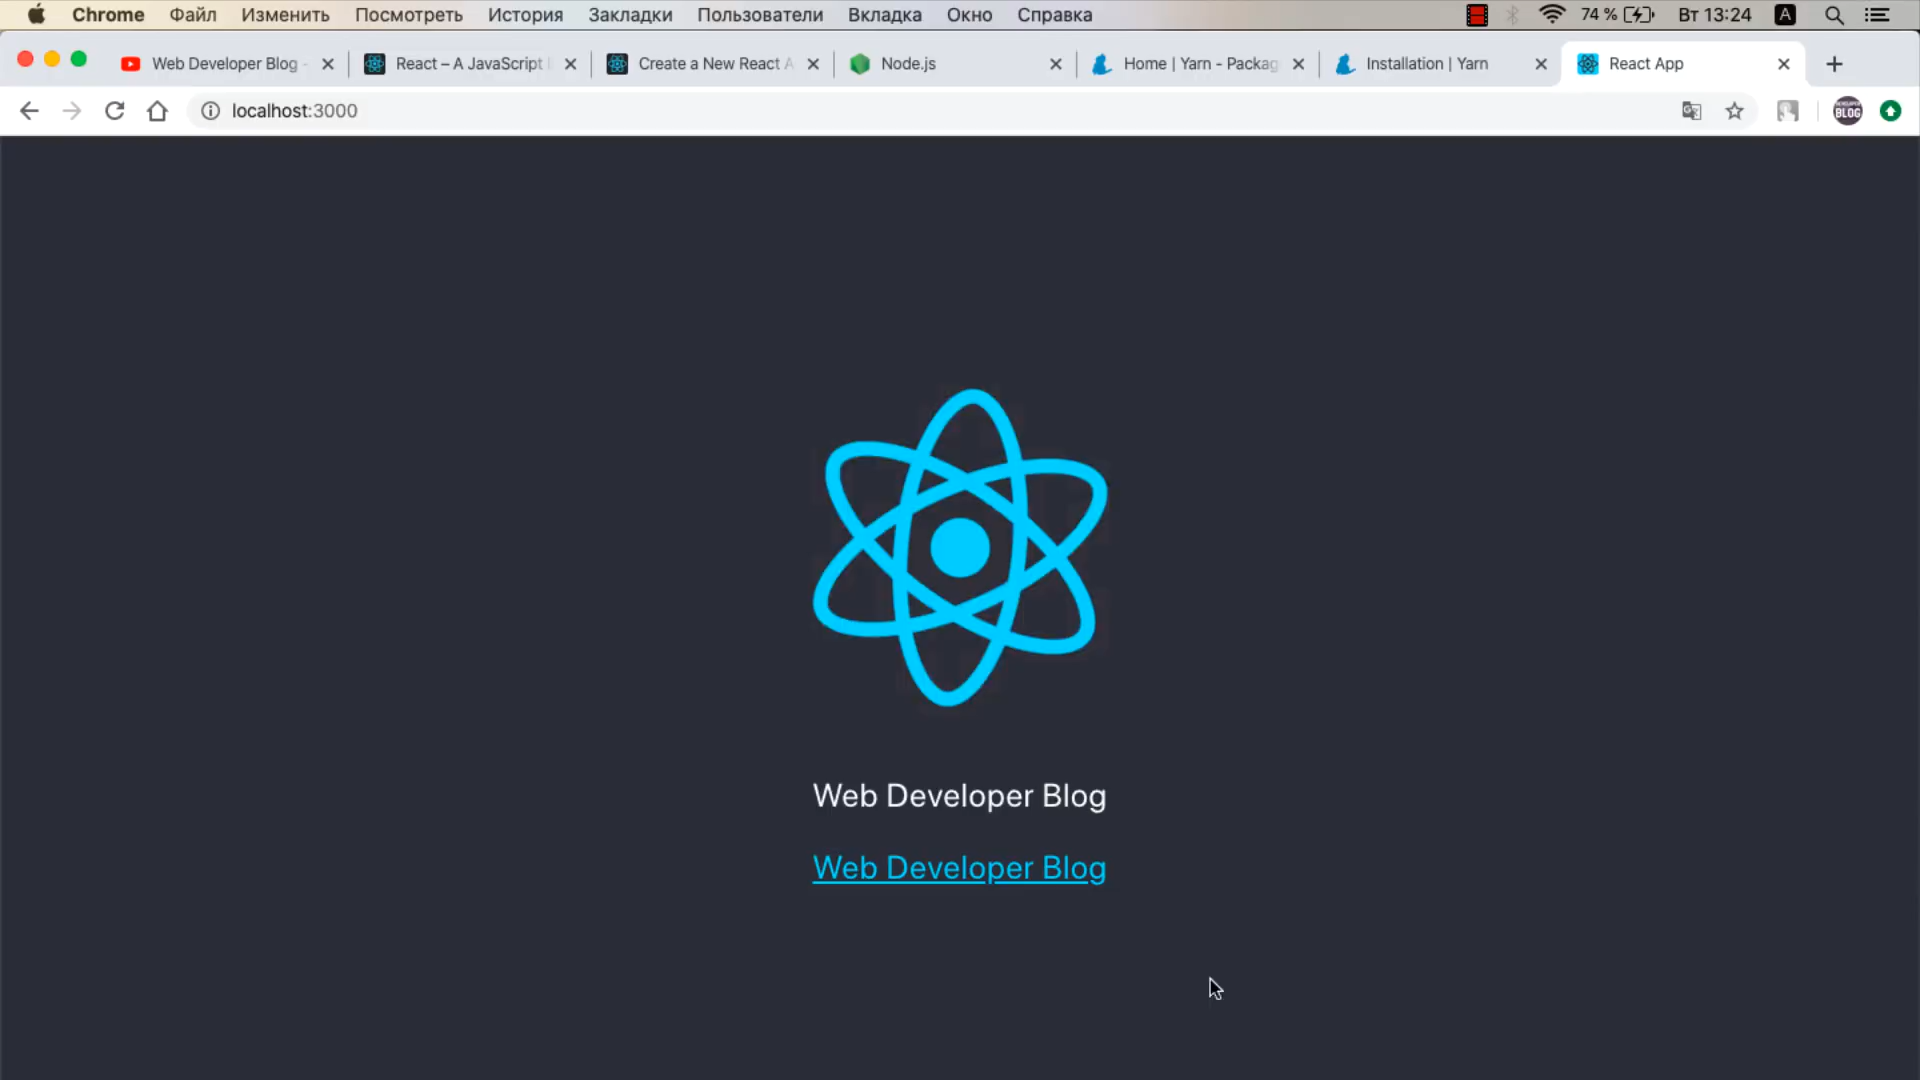 Chrome Файл Изменить Посмотреть История Закладки Пользователи Вкладка Окно Справка 74 % Вт 13:24 A
Web Developer Blog - React – A JavaScript Create a New React A Node.js Home | Yarn - Packag Installation | Yarn React App
localhost:3000 BLOG
Web Developer Blog
Web Developer Blog